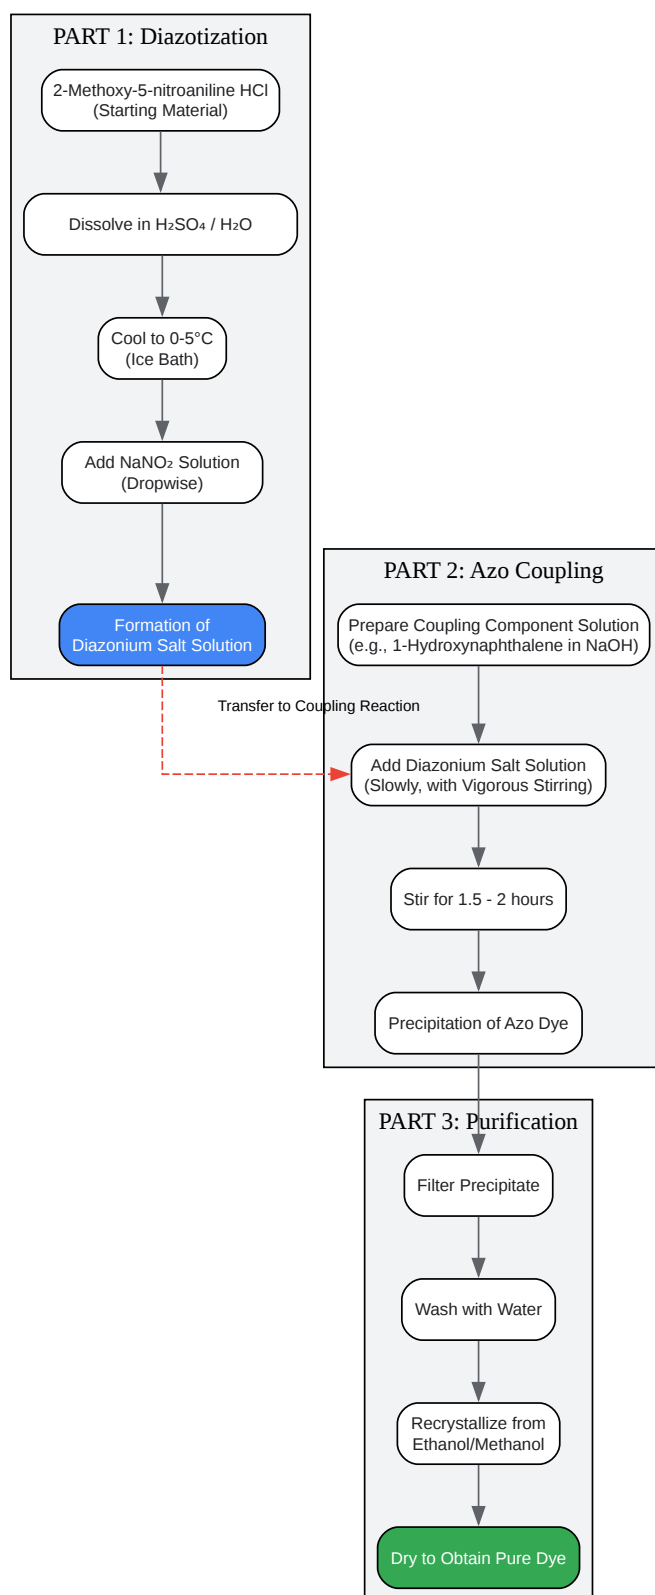 PART 1: Diazotization
2-Methoxy-5-nitroaniline HCl
(Starting Material)
Dissolve in H₂SO₄ / H₂O
Cool to 0-5°C
(Ice Bath)
Add NaNO₂ Solution
(Dropwise)
Formation of
Diazonium Salt Solution
Transfer to Coupling Reaction
PART 2: Azo Coupling
Prepare Coupling Component Solution
(e.g., 1-Hydroxynaphthalene in NaOH)
Add Diazonium Salt Solution
(Slowly, with Vigorous Stirring)
Stir for 1.5 - 2 hours
Precipitation of Azo Dye
PART 3: Purification
Filter Precipitate
Wash with Water
Recrystallize from
Ethanol/Methanol
Dry to Obtain Pure Dye